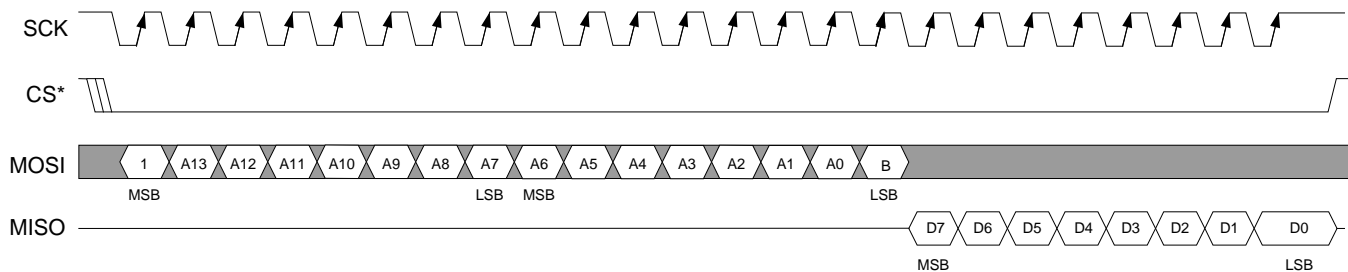 SCK
CS*
MOSI 1 A13 A12 A11 A10 A9 A8 A7 A6 A5 A4 A3 A2 A1 A0 B
MSB LSB MSB LSB
MISO D7 D6 D5 D4 D3 D2 D1 D0
MSB LSB